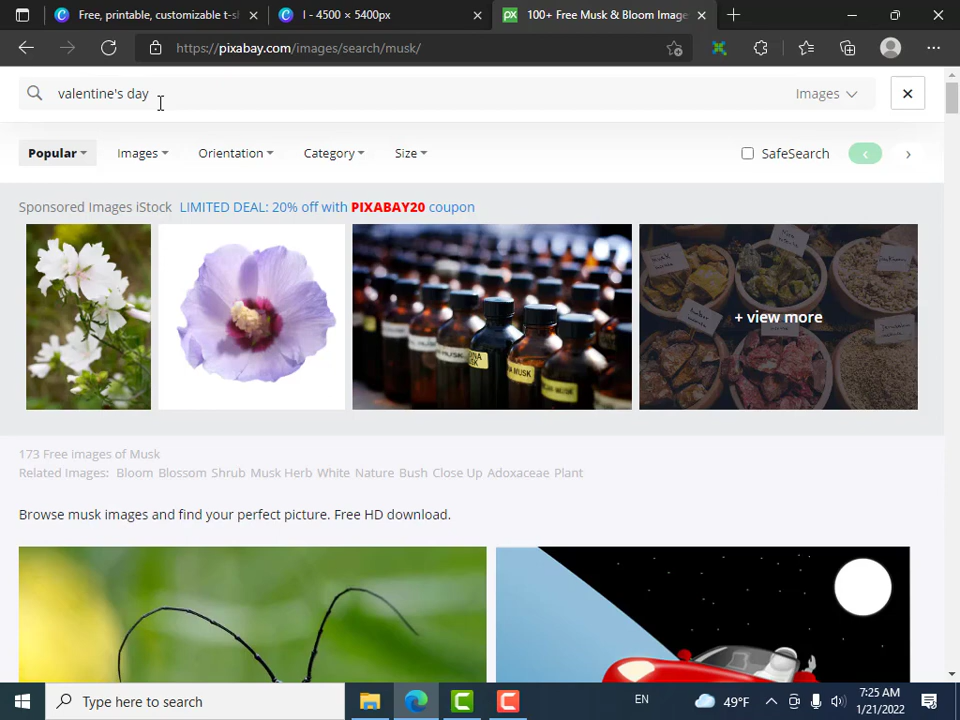 Free, printable, customizable t-sh
I - 4500 × 5400px
100+ Free Musk & Bloom Image
https://pixabay.com/images/search/musk/
valentine's day
Images
Popular
Images
Orientation
Category
Size
SafeSearch
Sponsored Images iStock LIMITED DEAL: 20% off with PIXABAY20 coupon
+ view more
173 Free images of Musk
Related Images: Bloom Blossom Shrub Musk Herb White Nature Bush Close Up Adoxaceae Plant
Browse musk images and find your perfect picture. Free HD download.
Type here to search
49°F
EN
7:25 AM
1/21/2022